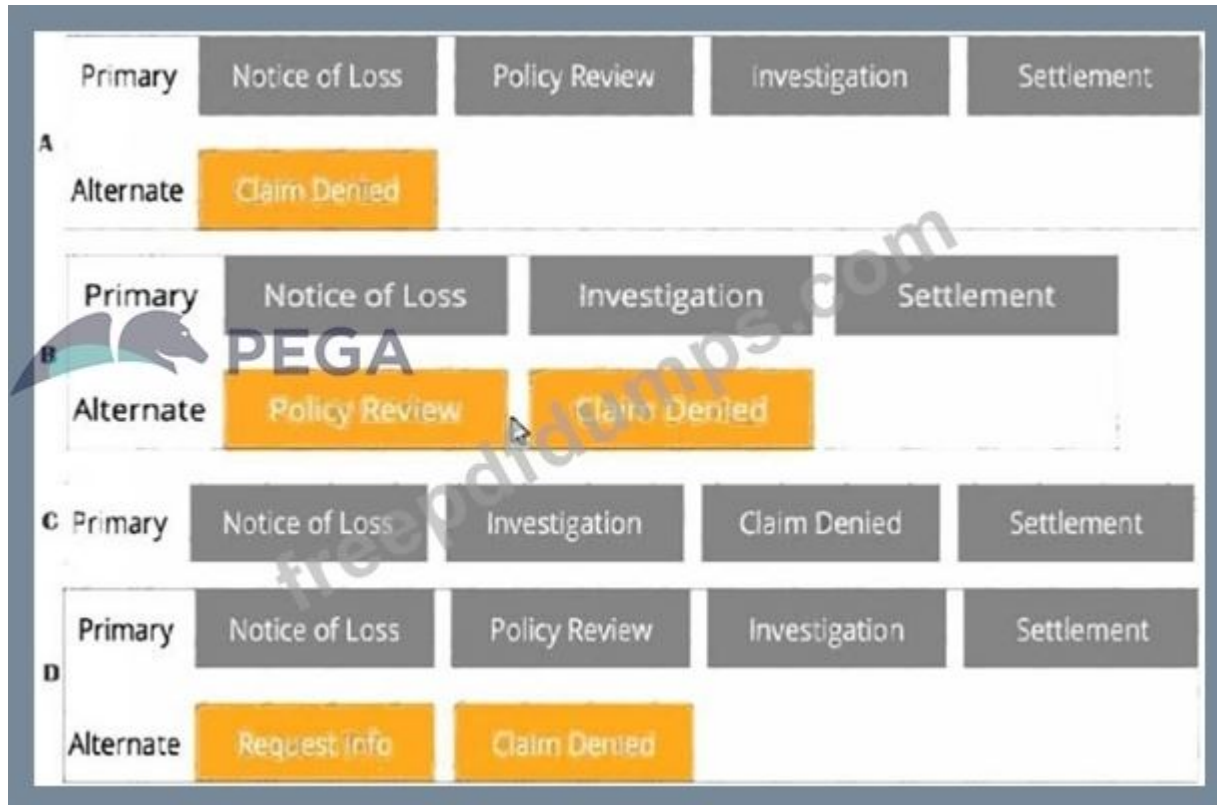 Primary Notice of Loss Policy Review Investigation Settlement
A
Alternate Claim Denied
Primary Notice of Loss Investigation Settlement
B PEGA
Alternate Policy Review Claim Denied
C Primary Notice of Loss Investigation Claim Denied Settlement
Primary Notice of Loss Policy Review Investigation Settlement
D
Alternate Request Info Claim Denied
freepdfdumps.com